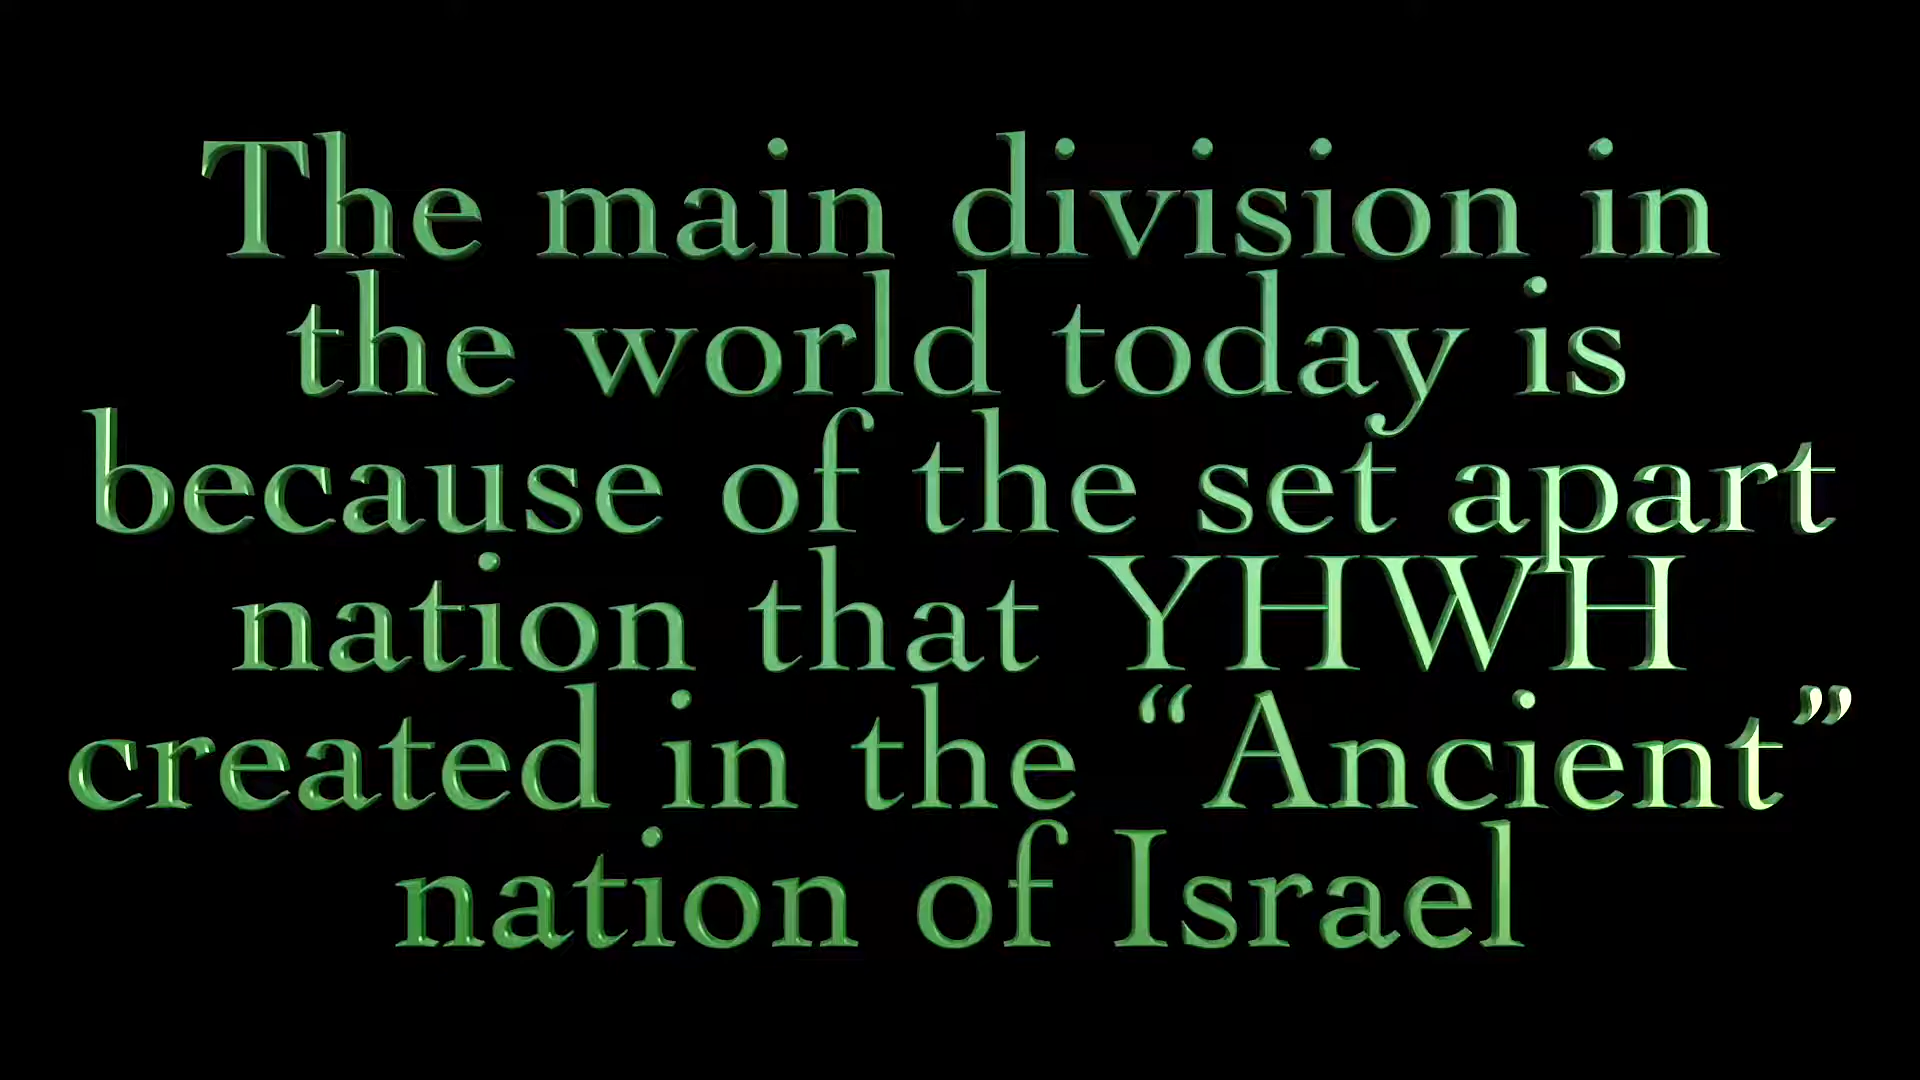 The main division in
the world today is
because of the set apart
nation that YHWH
created in the “Ancient”
nation of Israel